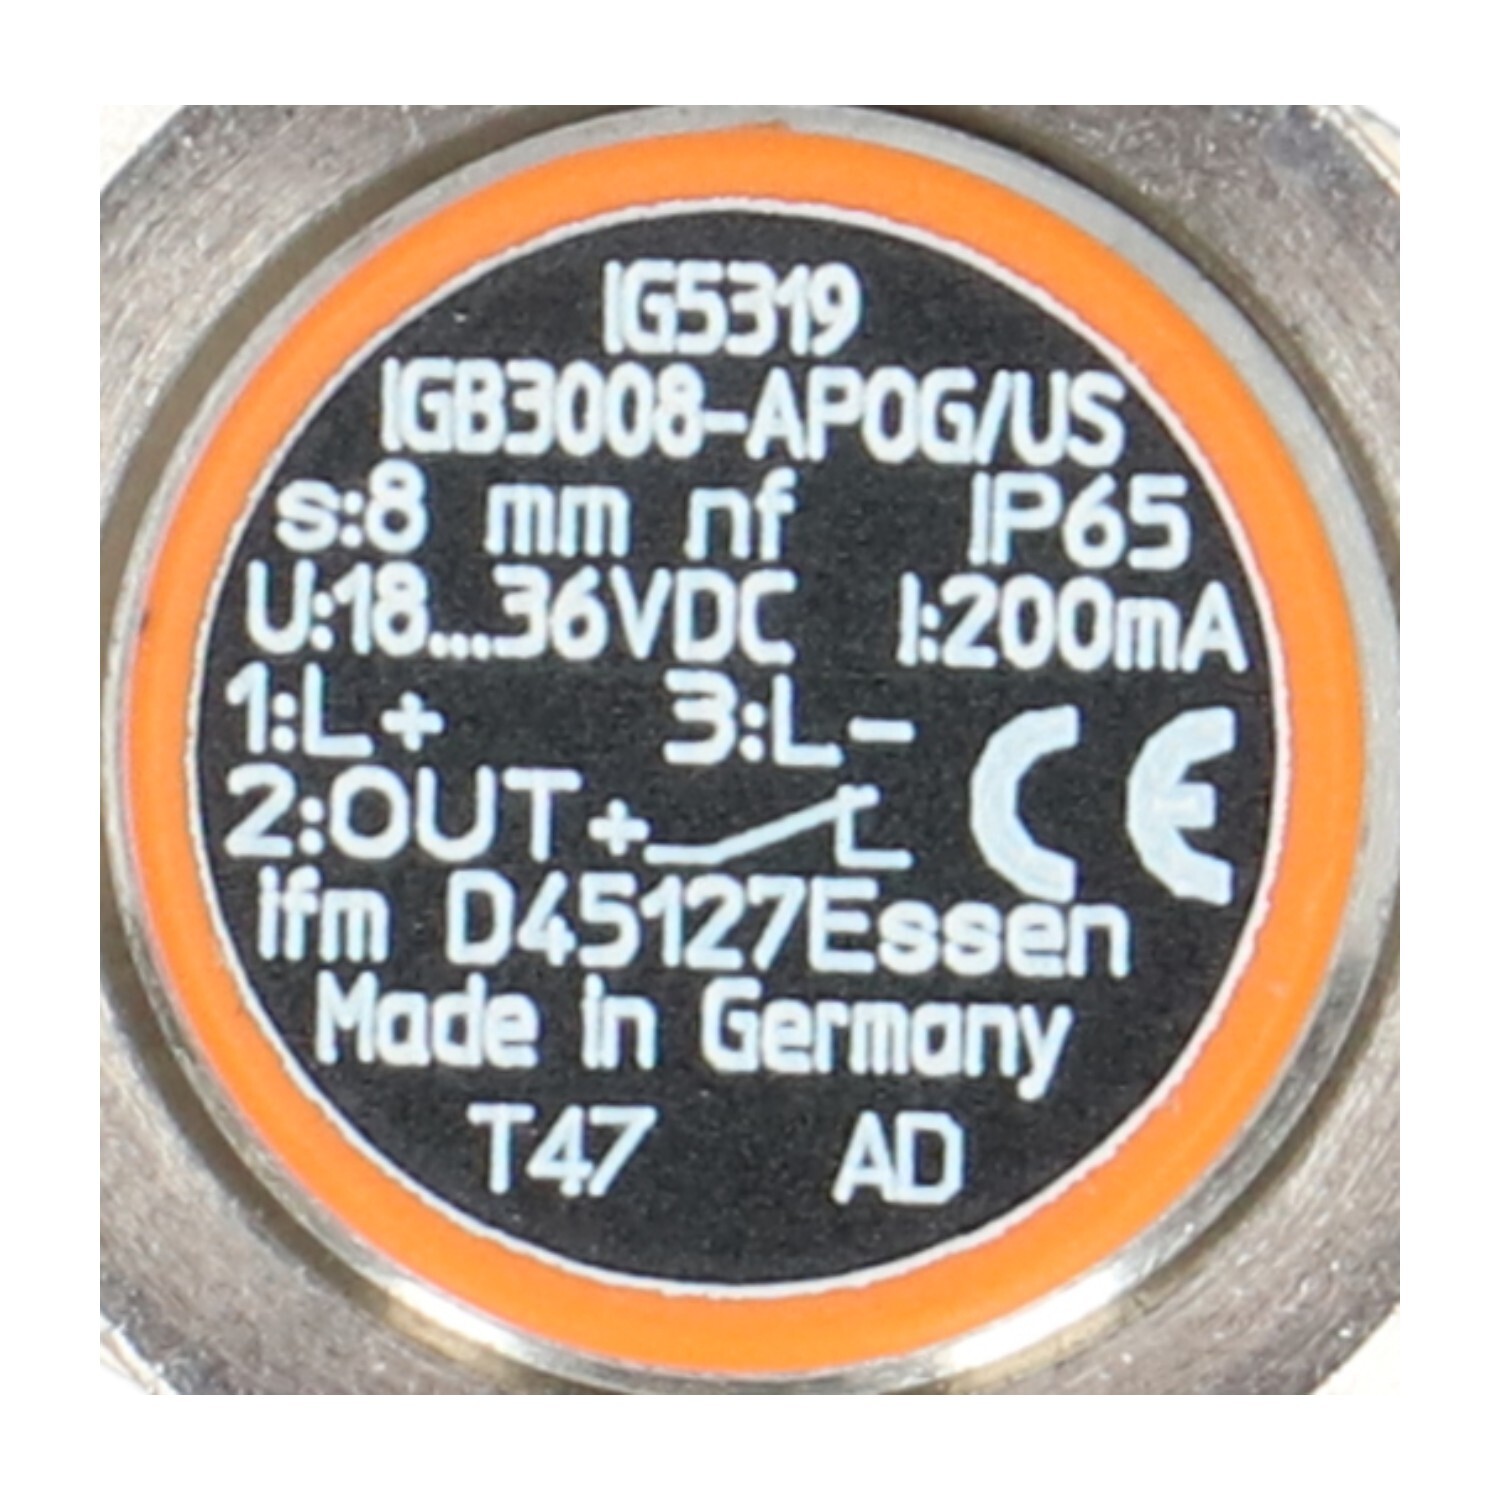 IG5319
IGB3008-APOG/US
s:8 mm nf IP65
U:18...36VDC I:200mA
1:L+ 3:L- CE
2:OUT+
ifm D45127Essen
Made in Germany
T47 AD